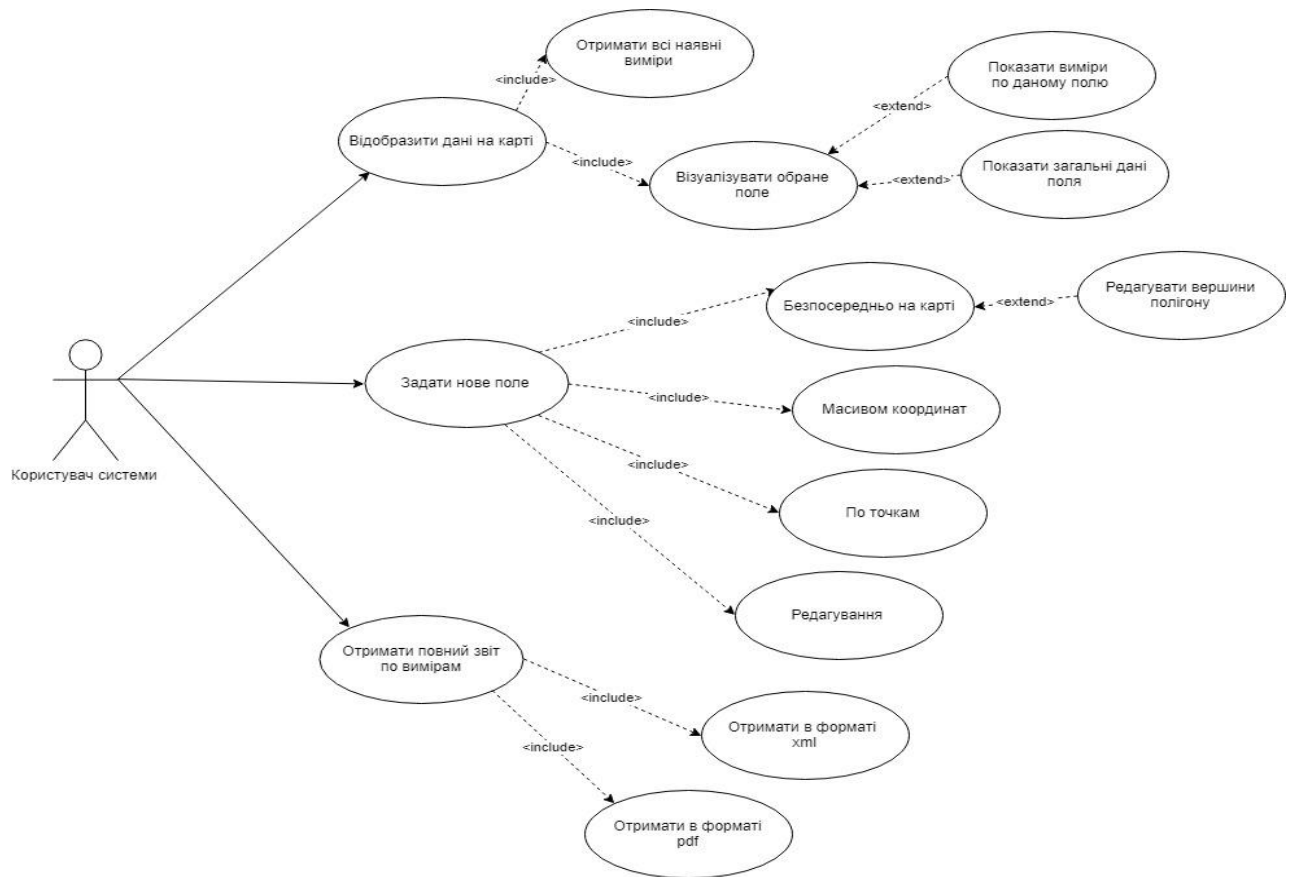 Отримати всі наявні
виміри
<include>
Показати виміри
по даному полю
<extend>
Відобразити дані на карті
<include>
Візуалізувати обране
поле
<extend>
Показати загальні дані
поля
Безпосередньо на карті
<extend>
Редагувати вершини
полігону
<include>
Задати нове поле
<include>
Масивом координат
<include>
По точкам
<include>
Редагування
Користувач системи
Отримати повний звіт
по вимірам
<include>
Отримати в форматі
xml
<include>
Отримати в форматі
pdf